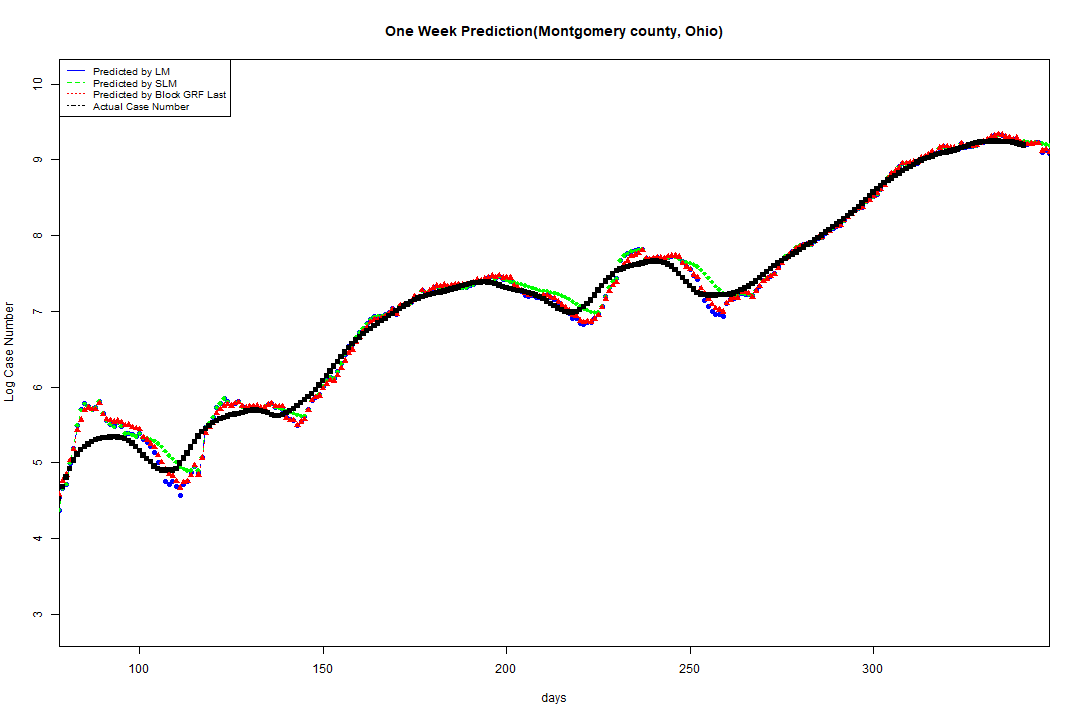 One Week Prediction(Montgomery county, Ohio)
Predicted by LM
Predicted by SLM
Predicted by Block GRF Last
Actual Case Number
10
9
8
7
6
5
4
3
Log Case Number
100 150 200 250 300
days